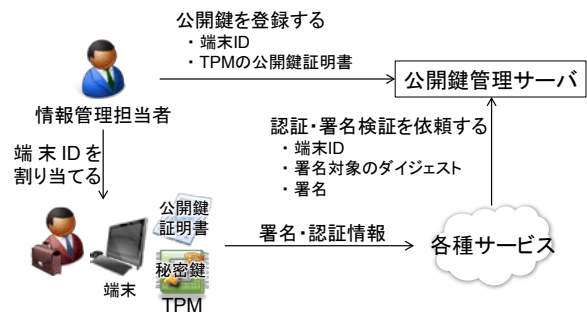 公開鍵を登録する
・端末ID
・TPMの公開鍵証明書
公開鍵管理サーバ
情報管理担当者
認証・署名検証を依頼する
・端末ID
・署名対象のダイジェスト
・署名
端末IDを
割り当てる
公開鍵
証明書
署名・認証情報
各種サービス
秘密鍵
端末
TPM